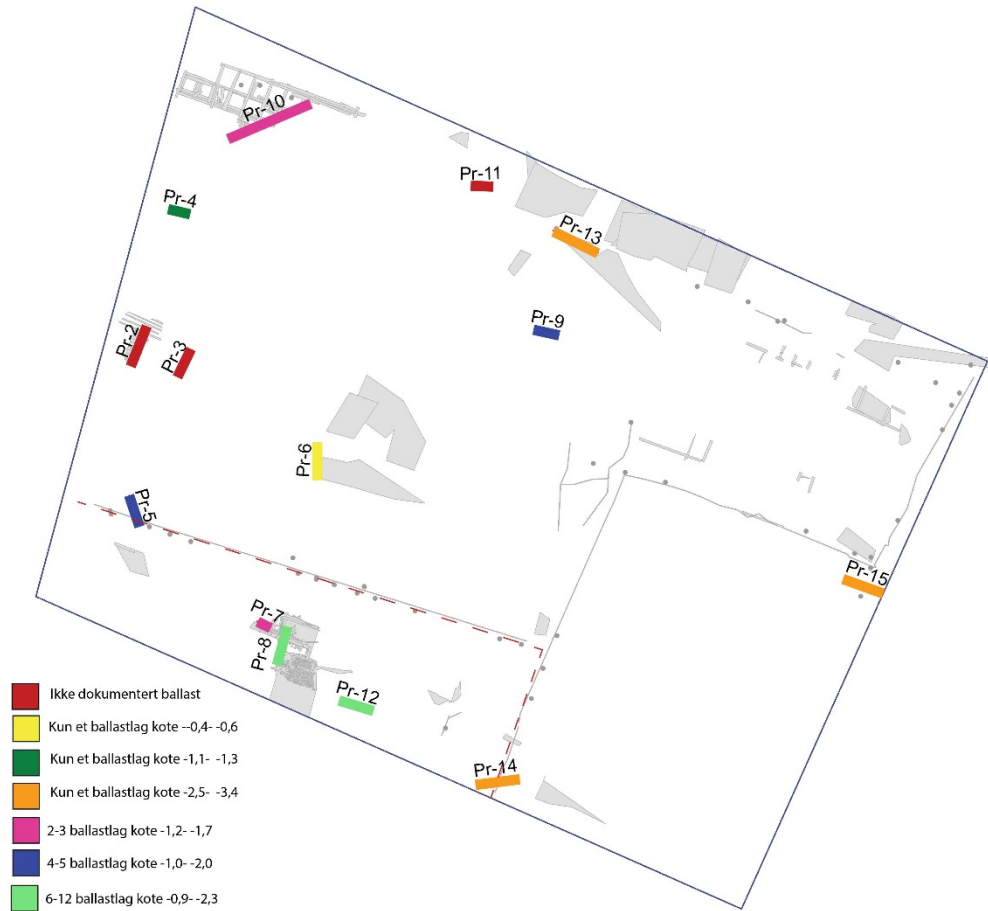 Pr-10
Pr-11
Pr-4
Pr-13
Pr-9
Pr-2
Pr-3
Pr-6
Pr-5
Pr-15
Pr-7
Pr-8
Pr-12
Pr-14
Ikke dokumentert ballast
Kun et ballastlag kote --0,4- -0,6
Kun et ballastlag kote -1,1- -1,3
Kun et ballastlag kote -2,5- -3,4
2-3 ballastlag kote -1,2- -1,7
4-5 ballastlag kote -1,0- -2,0
6-12 ballastlag kote -0,9- -2,3